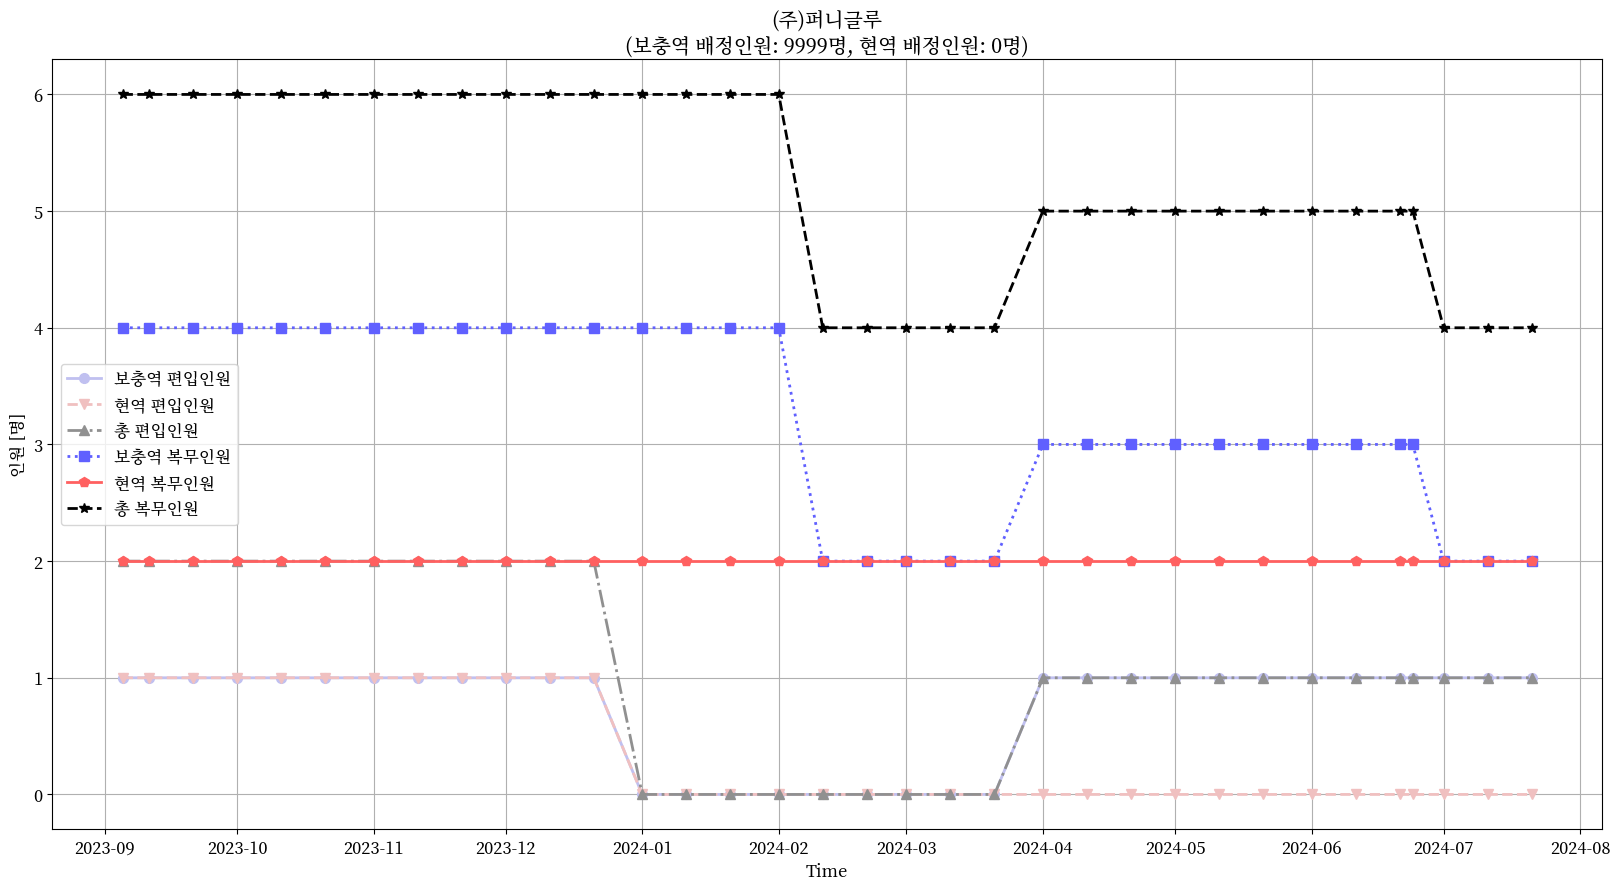 (주)퍼니글루
(보충역 배정인원: 9999명, 현역 배정인원: 0명)
인원 [명]
6
5
4
3
2
1
0
보충역 편입인원
현역 편입인원
총 편입인원
보충역 복무인원
현역 복무인원
총 복무인원
2023-09 2023-10 2023-11 2023-12 2024-01 2024-02 2024-03 2024-04 2024-05 2024-06 2024-07 2024-08
Time